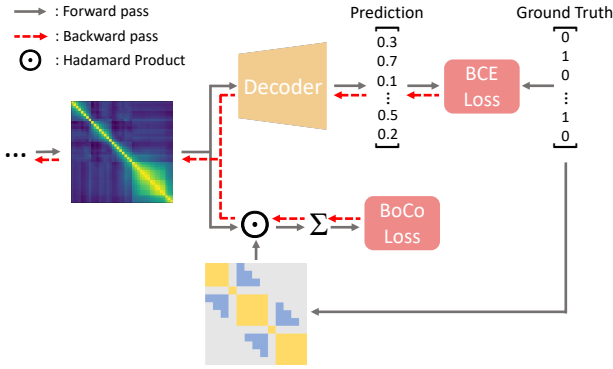 : Forward pass
: Backward pass
: Hadamard Product
Prediction
Ground Truth
0.3
0.7
0.1
⋮
0.5
0.2
0
1
0
⋮
1
0
Decoder
BCE
Loss
...
Σ
BoCo
Loss